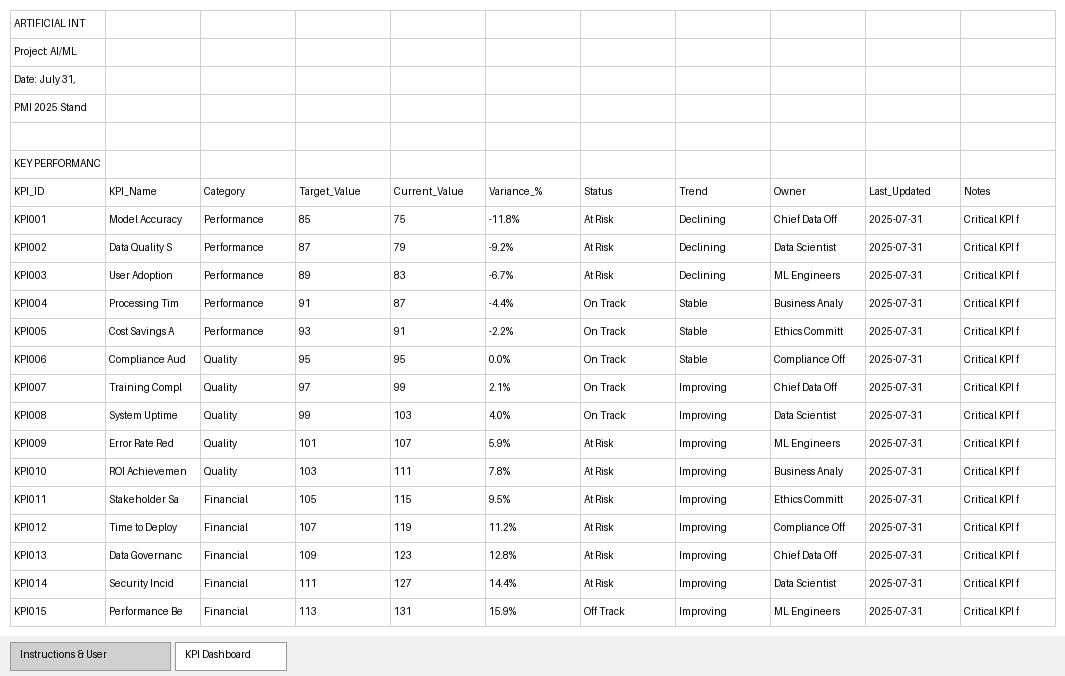 ARTIFICIAL INT
Project: AI/ML
Date: July 31,
PMI 2025 Stand
KEY PERFORMANC
KPI_ID KPI_Name Category Target_Value Current_Value Variance_% Status Trend Owner Last_Updated Notes
KPI001 Model Accuracy Performance 85 75 -11.8% At Risk Declining Chief Data Off 2025-07-31 Critical KPI f
KPI002 Data Quality S Performance 87 79 -9.2% At Risk Declining Data Scientist 2025-07-31 Critical KPI f
KPI003 User Adoption Performance 89 83 -6.7% At Risk Declining ML Engineers 2025-07-31 Critical KPI f
KPI004 Processing Tim Performance 91 87 -4.4% On Track Stable Business Analy 2025-07-31 Critical KPI f
KPI005 Cost Savings A Performance 93 91 -2.2% On Track Stable Ethics Committ 2025-07-31 Critical KPI f
KPI006 Compliance Aud Quality 95 95 0.0% On Track Stable Compliance Off 2025-07-31 Critical KPI f
KPI007 Training Compl Quality 97 99 2.1% On Track Improving Chief Data Off 2025-07-31 Critical KPI f
KPI008 System Uptime Quality 99 103 4.0% On Track Improving Data Scientist 2025-07-31 Critical KPI f
KPI009 Error Rate Red Quality 101 107 5.9% At Risk Improving ML Engineers 2025-07-31 Critical KPI f
KPI010 ROI Achievemen Quality 103 111 7.8% At Risk Improving Business Analy 2025-07-31 Critical KPI f
KPI011 Stakeholder Sa Financial 105 115 9.5% At Risk Improving Ethics Committ 2025-07-31 Critical KPI f
KPI012 Time to Deploy Financial 107 119 11.2% At Risk Improving Compliance Off 2025-07-31 Critical KPI f
KPI013 Data Governanc Financial 109 123 12.8% At Risk Improving Chief Data Off 2025-07-31 Critical KPI f
KPI014 Security Incid Financial 111 127 14.4% At Risk Improving Data Scientist 2025-07-31 Critical KPI f
KPI015 Performance Be Financial 113 131 15.9% Off Track Improving ML Engineers 2025-07-31 Critical KPI f
Instructions & User KPI Dashboard